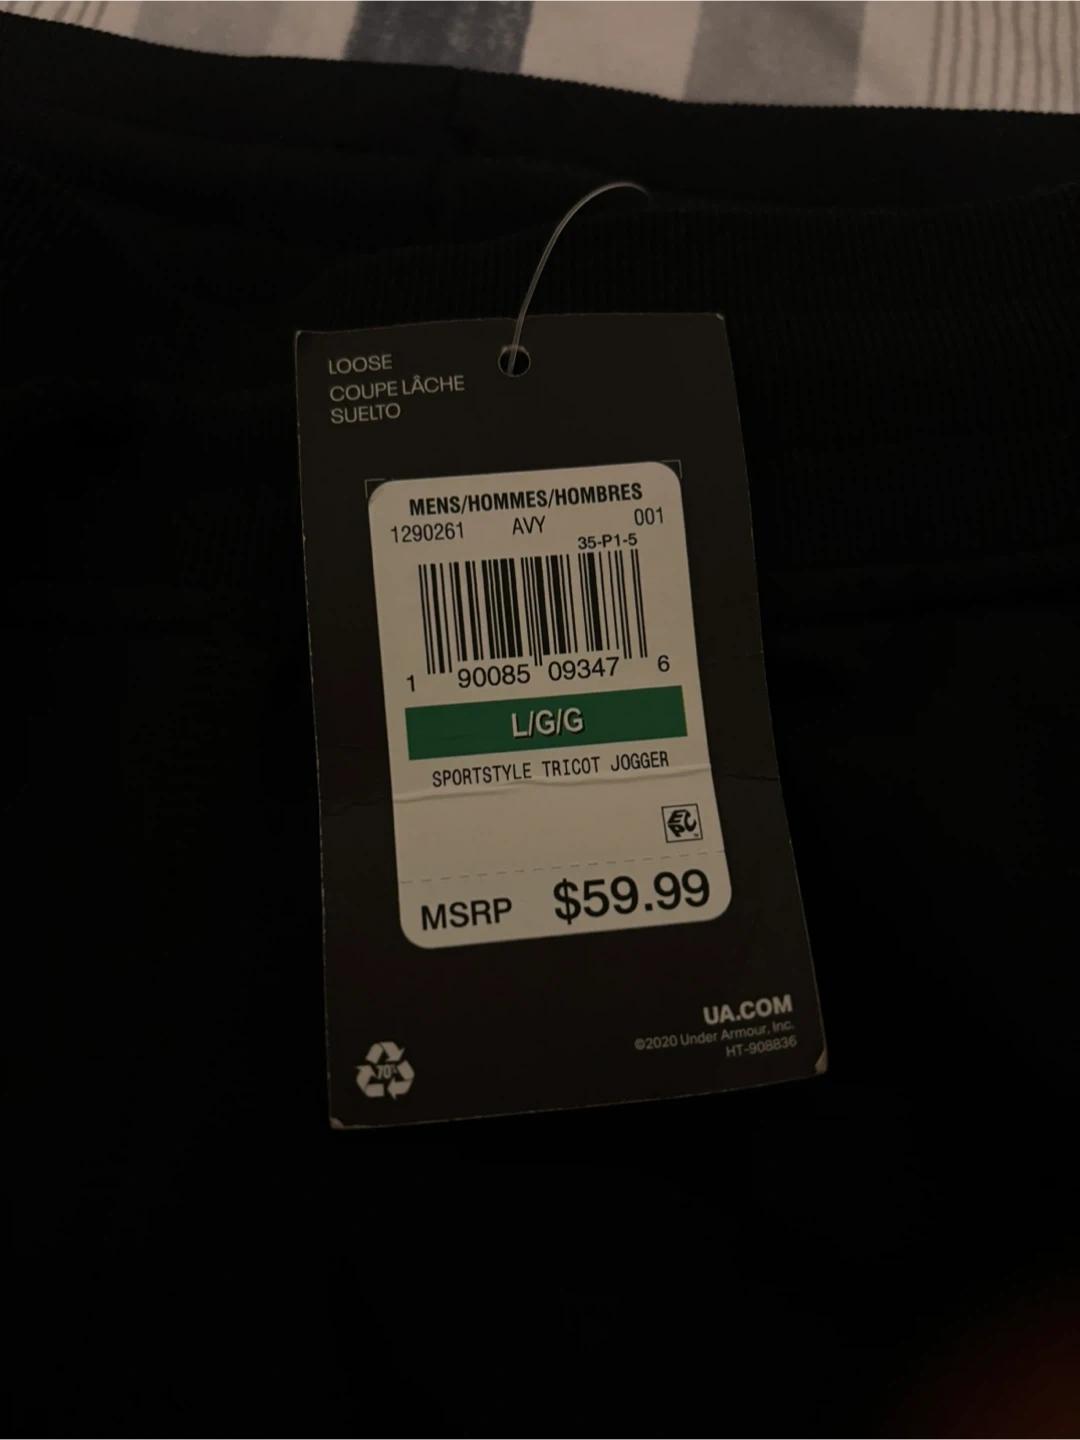 LOOSE
COUPE LÂCHE
SUELTO
MENS/HOMMES/HOMBRES
1290261 AVY 001
35-P1-5
1 90085 09347 6
L/G/G
SPORTSTYLE TRICOT JOGGER
EPC
MSRP $59.99
UA.COM
©2020 Under Armour, Inc.
HT-908836
70%